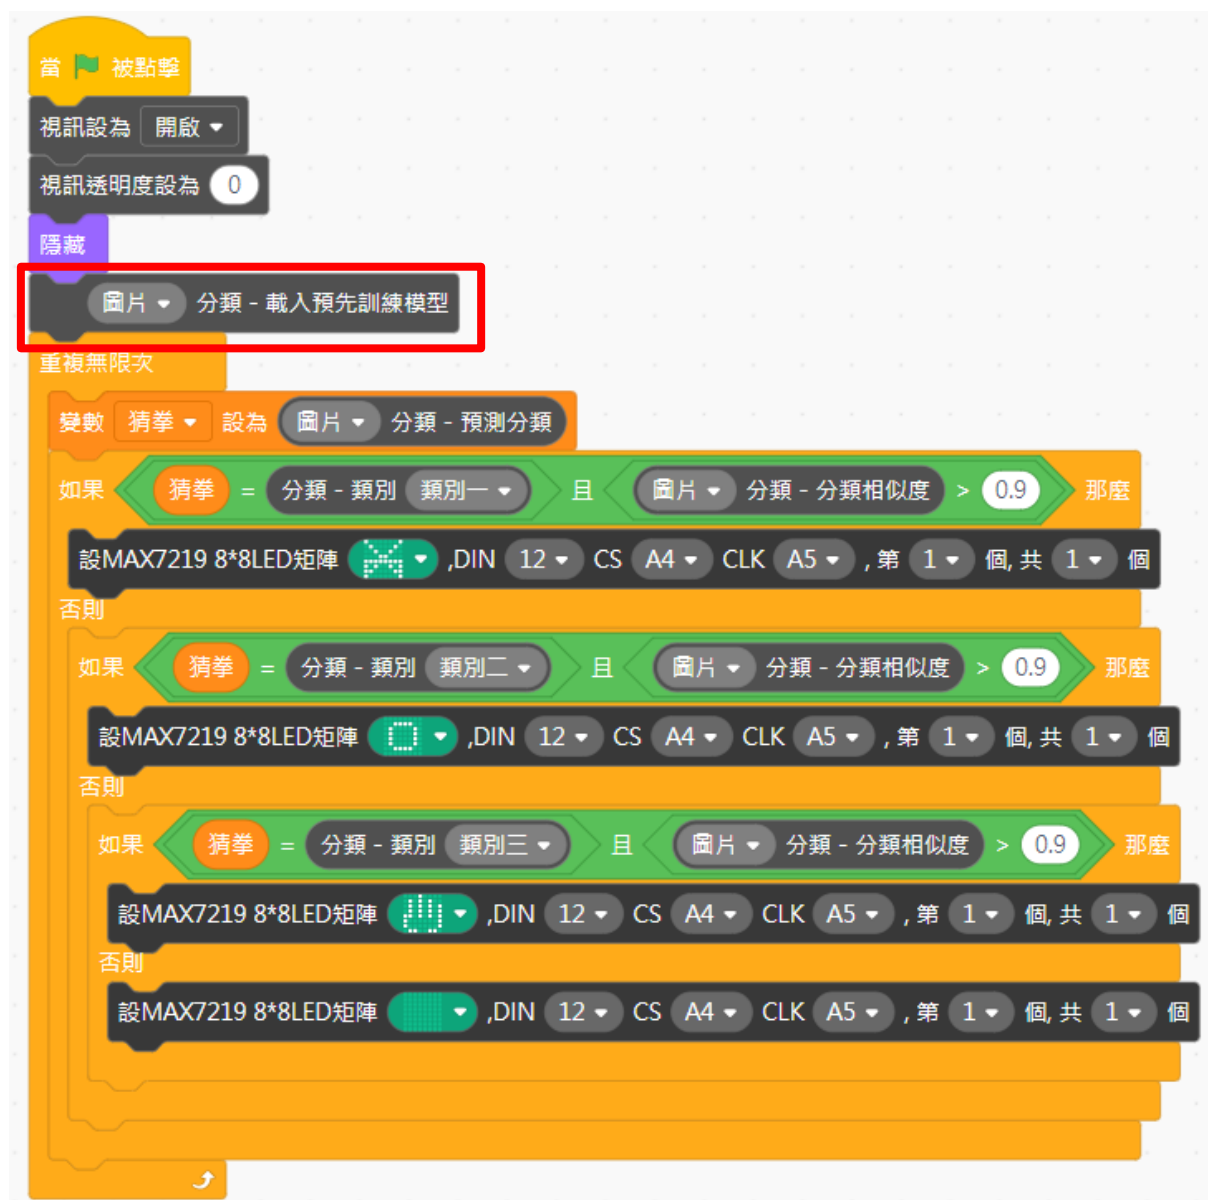 當 被點擊
視訊設為 開啟
視訊透明度設為 0
隱藏
圖片 分類 - 載入預先訓練模型
重複無限次
變數 猜拳 設為 圖片 分類 - 預測分類
如果 猜拳 = 分類 - 類別 類別一 且 圖片 分類 - 分類相似度 > 0.9 那麼
設MAX7219 8*8LED矩陣 ,DIN 12 CS A4 CLK A5 , 第 1 個, 共 1 個
否則
如果 猜拳 = 分類 - 類別 類別二 且 圖片 分類 - 分類相似度 > 0.9 那麼
設MAX7219 8*8LED矩陣 ,DIN 12 CS A4 CLK A5 , 第 1 個, 共 1 個
否則
如果 猜拳 = 分類 - 類別 類別三 且 圖片 分類 - 分類相似度 > 0.9 那麼
設MAX7219 8*8LED矩陣 ,DIN 12 CS A4 CLK A5 , 第 1 個, 共 1 個
否則
設MAX7219 8*8LED矩陣 ,DIN 12 CS A4 CLK A5 , 第 1 個, 共 1 個